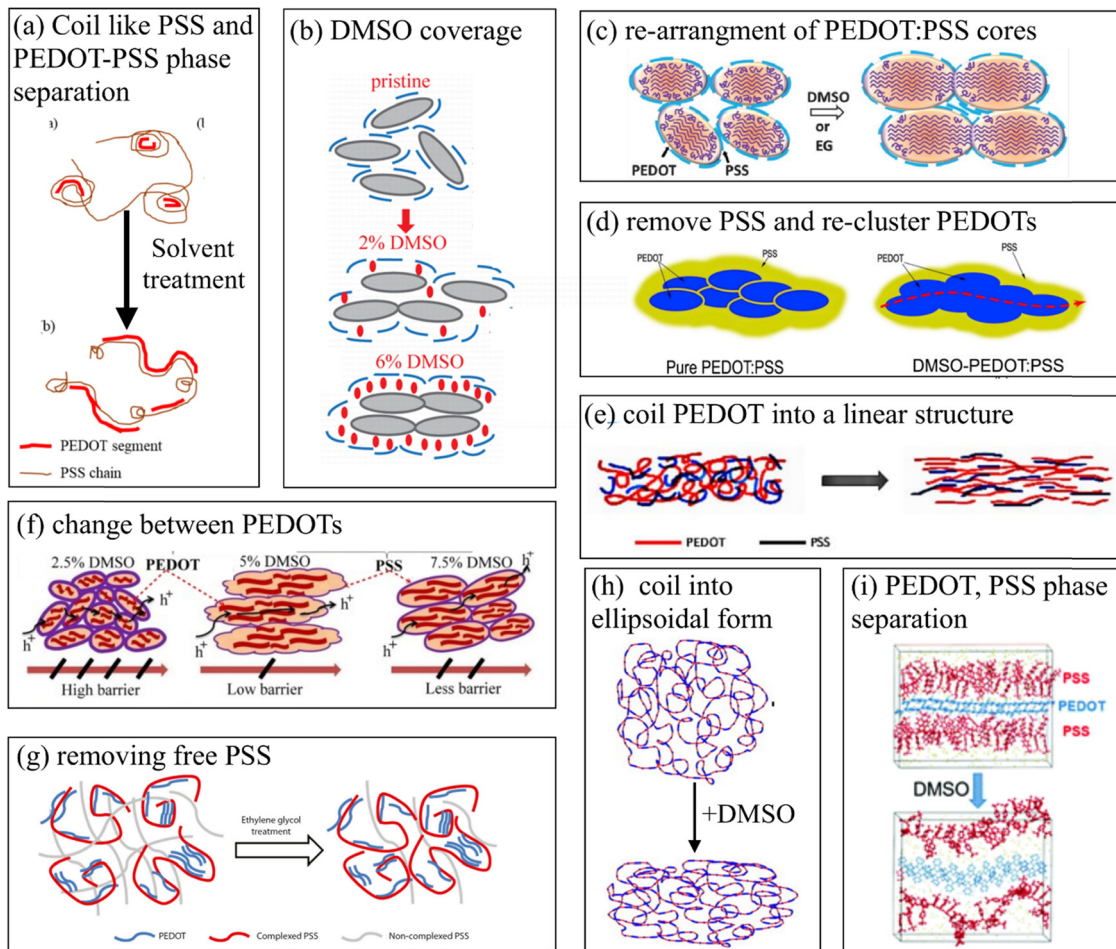 (a) Coil like PSS and
PEDOT-PSS phase
separation
a)
(l
Solvent
treatment
b)
PEDOT segment
PSS chain
(b) DMSO coverage
pristine
2% DMSO
6% DMSO
(c) re-arrangment of PEDOT:PSS cores
DMSO
or
EG
PEDOT
PSS
(d) remove PSS and re-cluster PEDOTs
PEDOT
PSS
PEDOT
PSS
Pure PEDOT:PSS
DMSO-PEDOT:PSS
(e) coil PEDOT into a linear structure
PEDOT
PSS
(f) change between PEDOTs
2.5% DMSO
PEDOT
5% DMSO
PSS
7.5% DMSO
h+
h+
h+
h+
h+
h+
High barrier
Low barrier
Less barrier
(g) removing free PSS
Ethylene glycol
treatment
PEDOT
Complexed PSS
Non-complexed PSS
(h) coil into
ellipsoidal form
+DMSO
(i) PEDOT, PSS phase
separation
PSS
PEDOT
PSS
DMSO